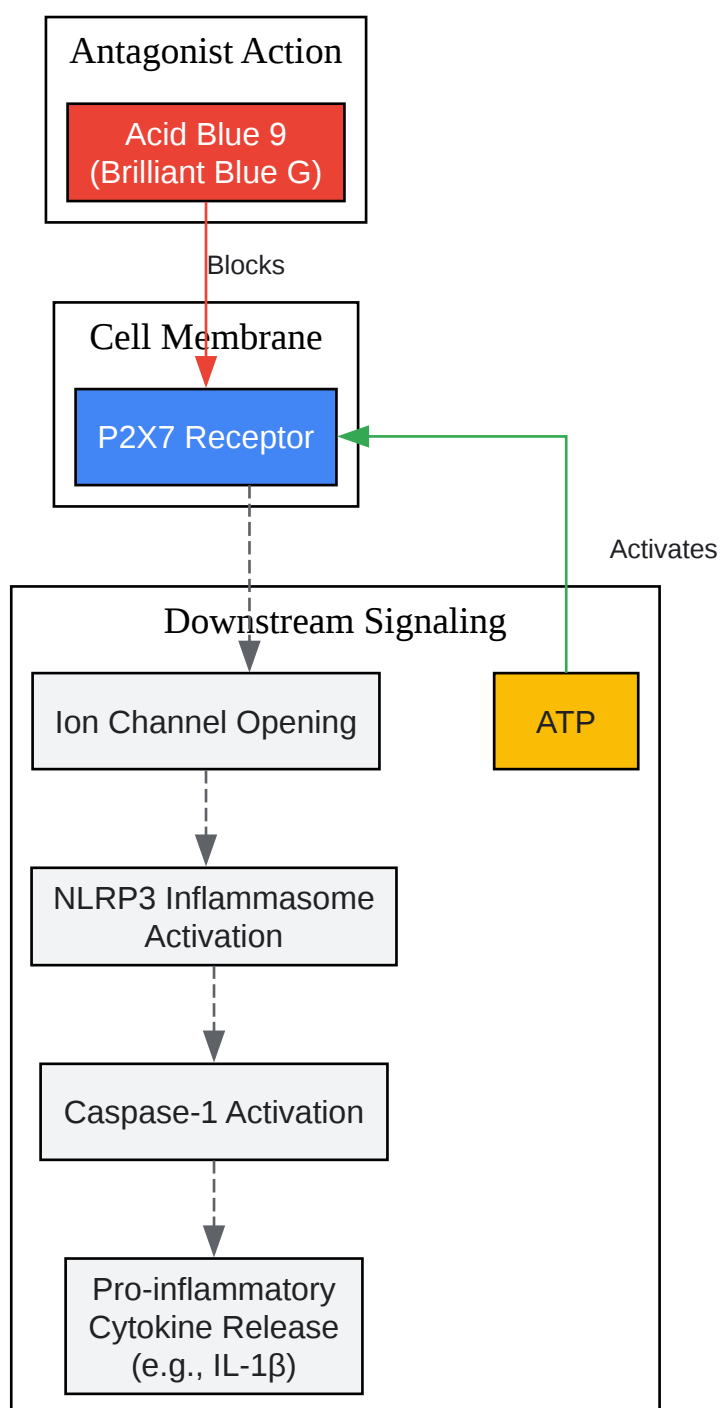 Antagonist Action
Acid Blue 9
(Brilliant Blue G)
Blocks
Cell Membrane
P2X7 Receptor
Activates
Downstream Signaling
Ion Channel Opening
ATP
NLRP3 Inflammasome
Activation
Caspase-1 Activation
Pro-inflammatory
Cytokine Release
(e.g., IL-1β)